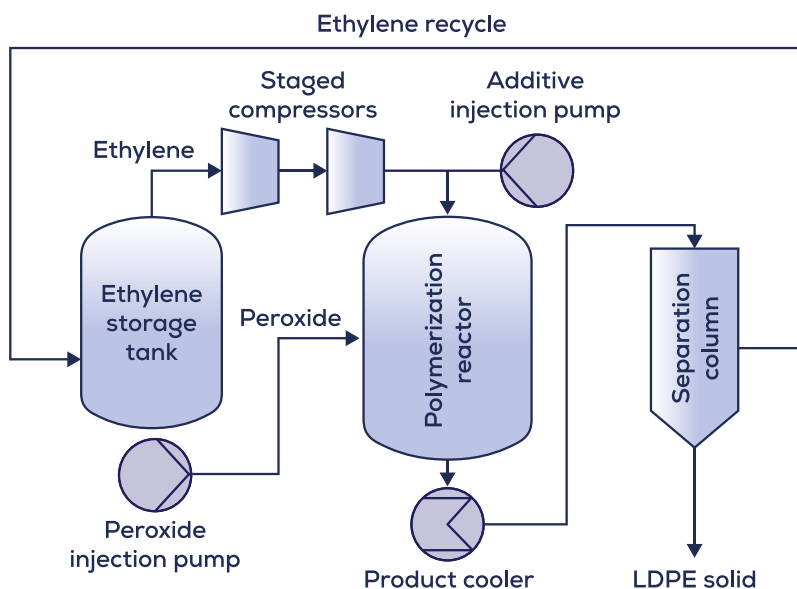 Ethylene recycle
Staged
compressors
Additive
injection pump
Ethylene
Ethylene
storage
tank
Peroxide
Polymerization
reactor
Separation
column
Peroxide
injection pump
Product cooler
LDPE solid